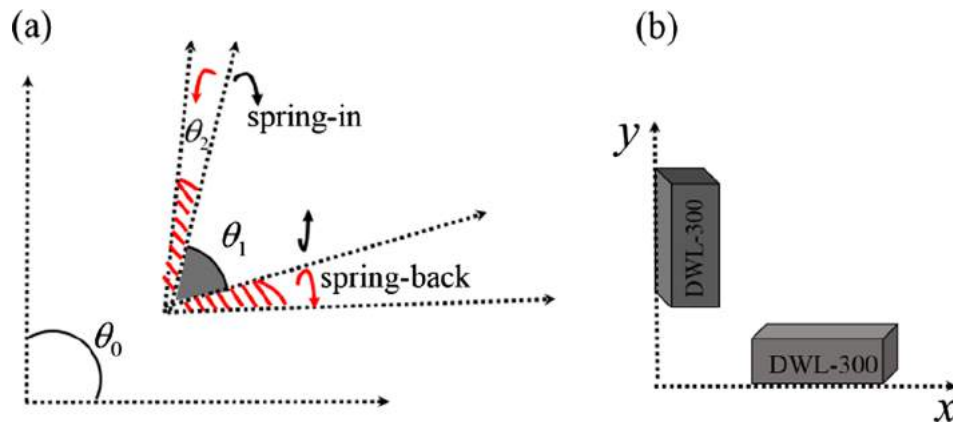 (a)
(b)
θ₂
spring-in
θ₁
spring-back
θ₀
y
DWL-300
DWL-300
x